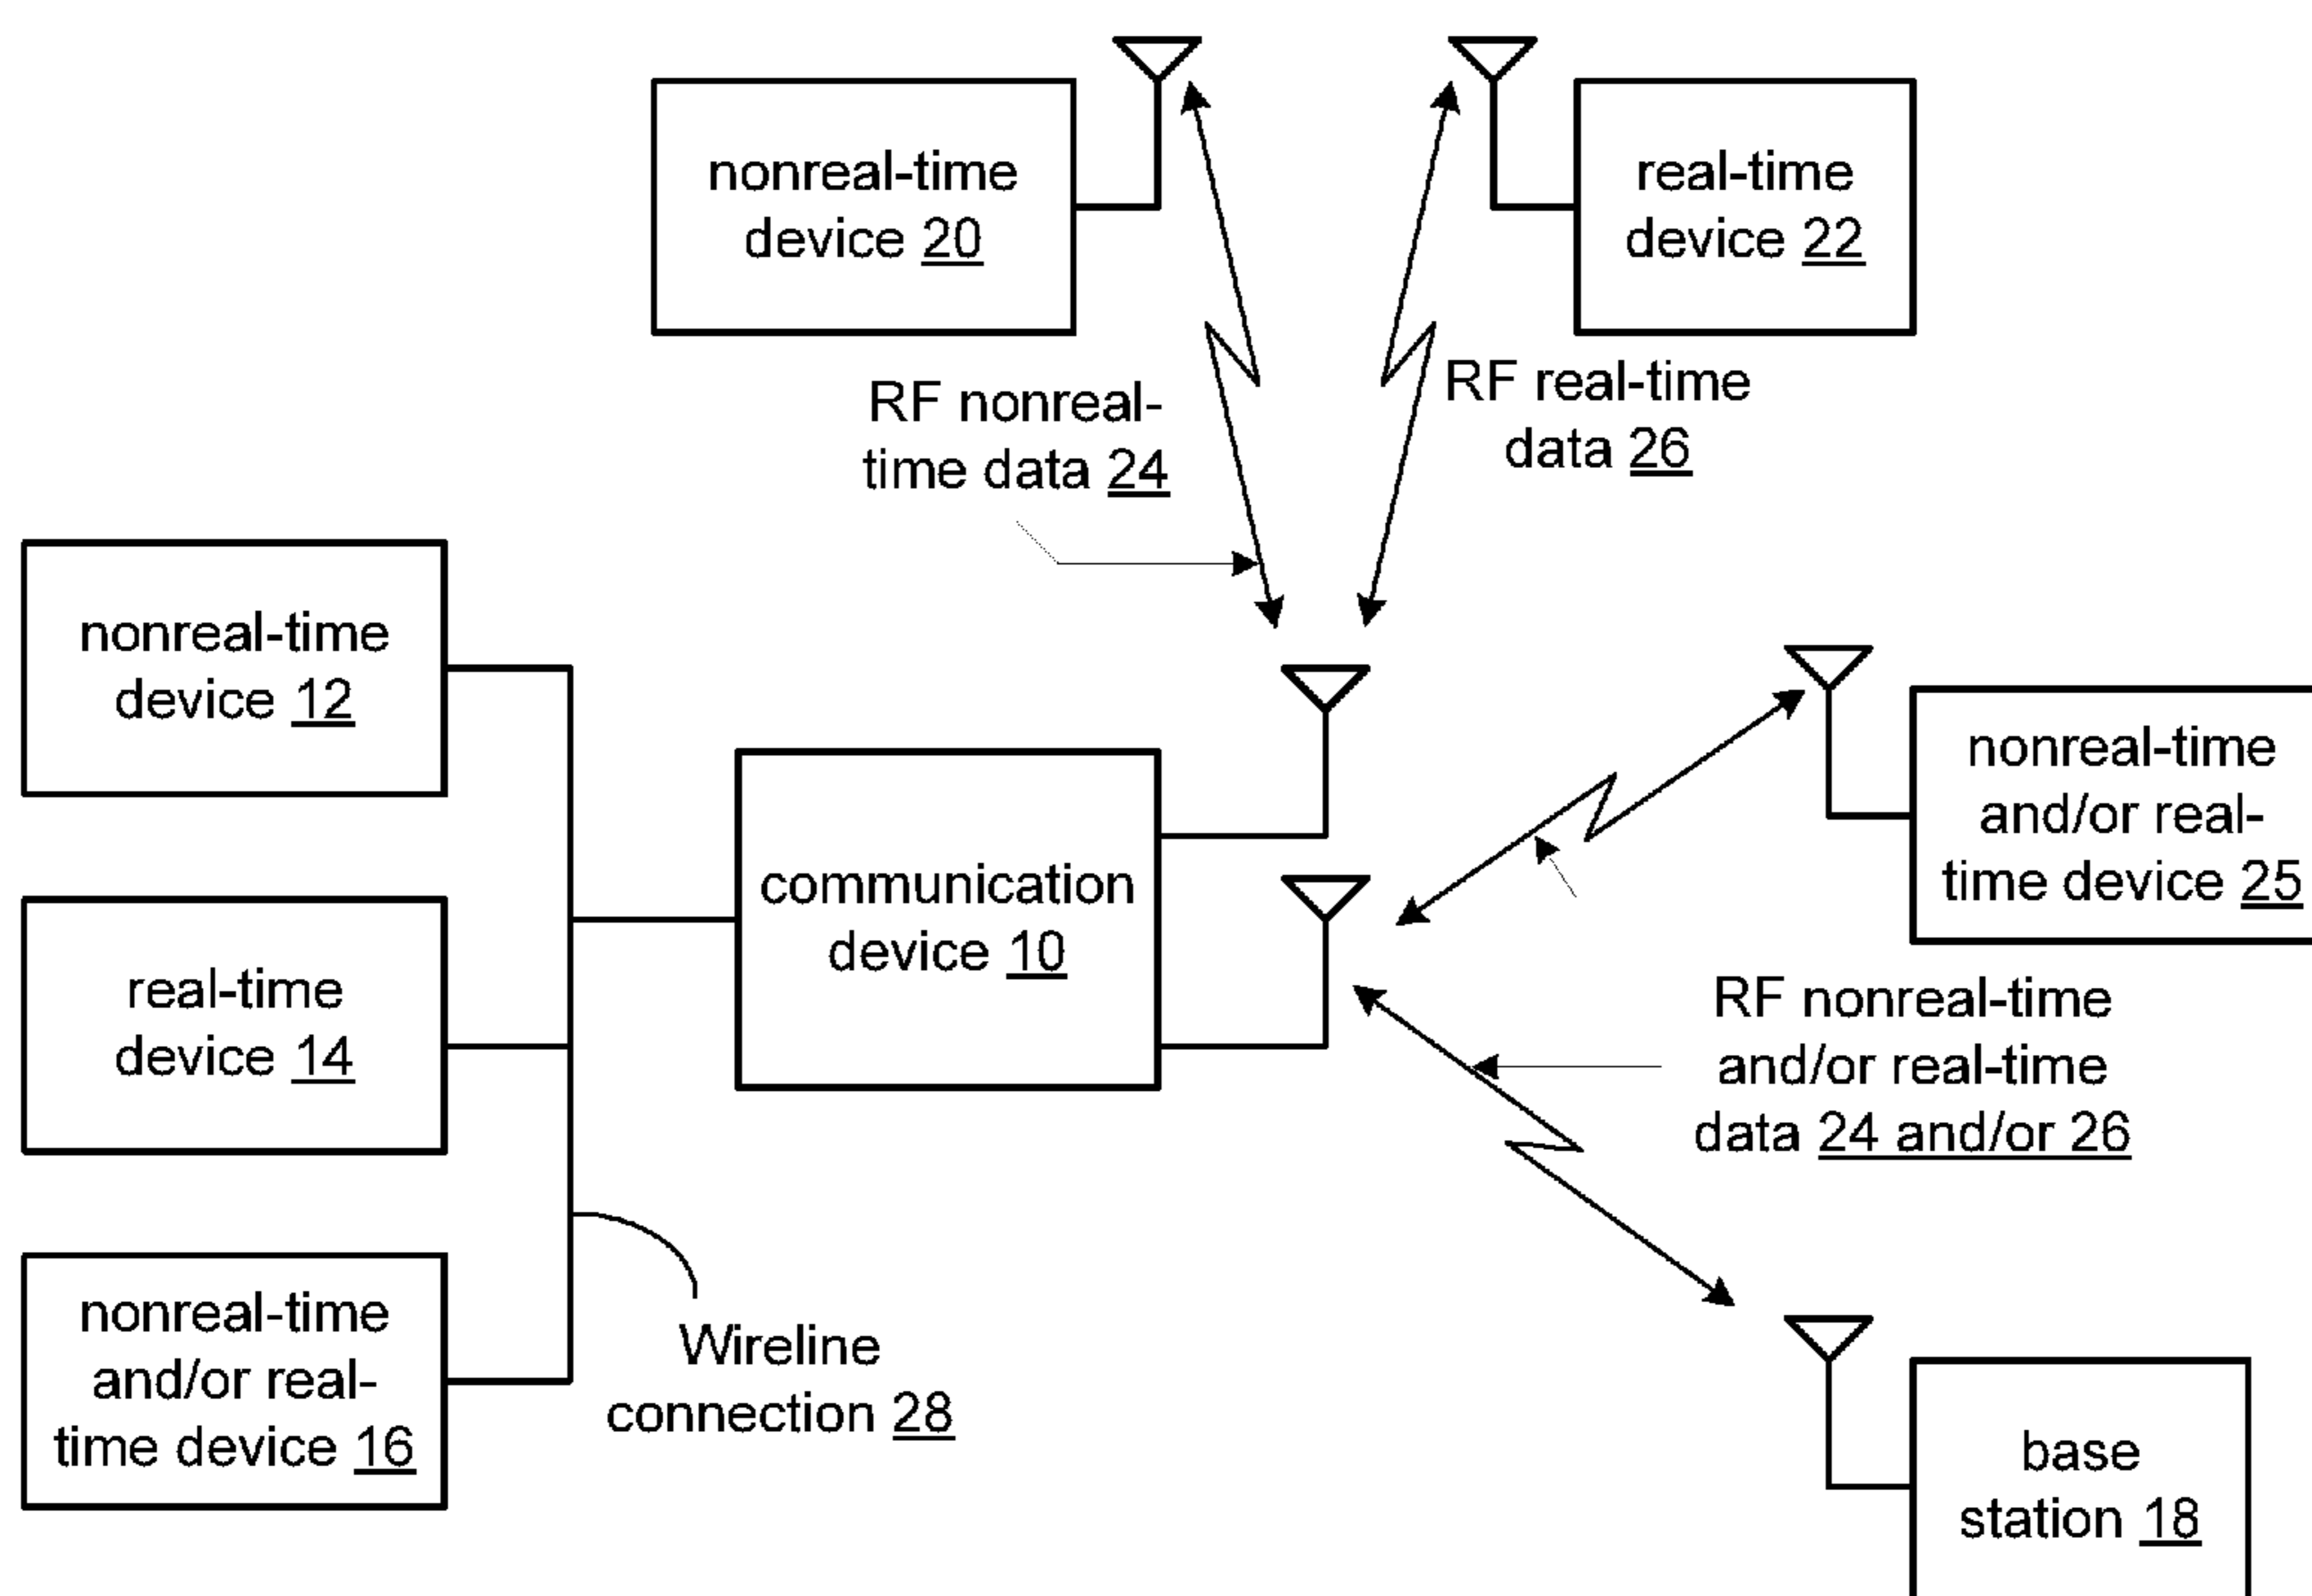 nonreal-time
device 20
real-time
device 22
RF nonreal-
time data 24
RF real-time
data 26
nonreal-time
device 12
communication
device 10
nonreal-time
and/or real-
time device 25
real-time
device 14
RF nonreal-time
and/or real-time
data 24 and/or 26
nonreal-time
and/or real-
time device 16
Wireline
connection 28
base
station 18